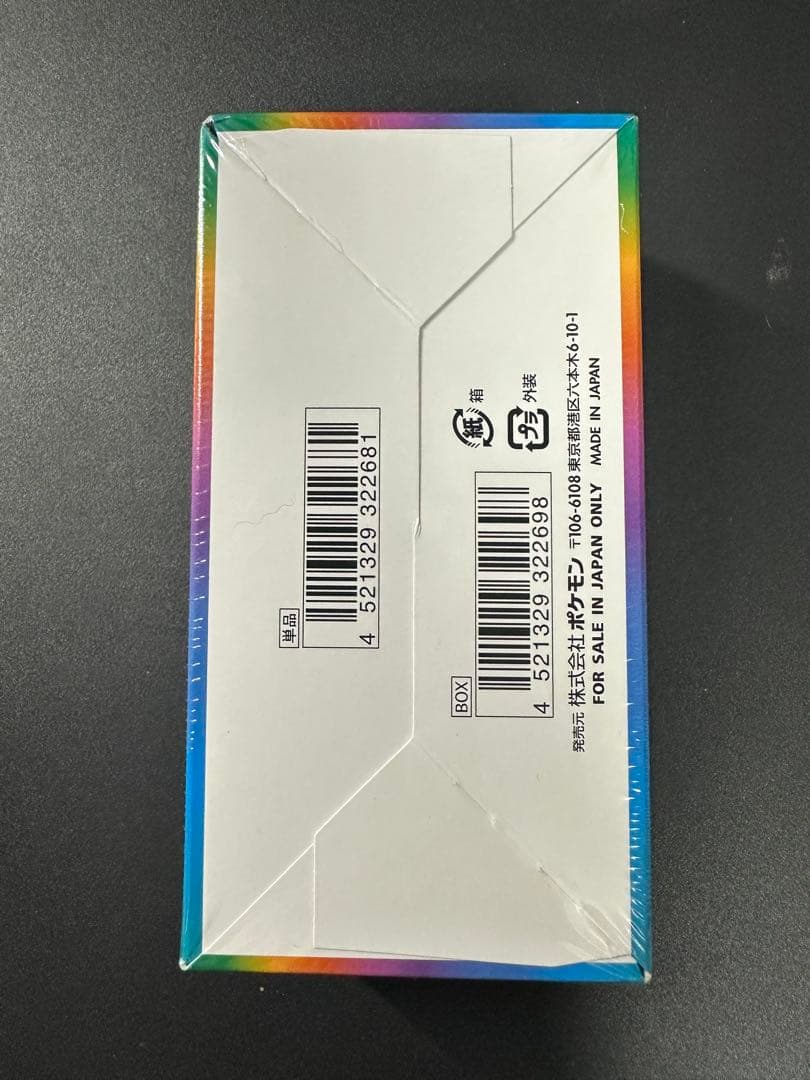 単品
4 521329 322681
BOX
4 521329 322698
紙 箱
プラ 外装
発売元 株式会社 ポケモン 〒106-6108 東京都港区六本木6-10-1
FOR SALE IN JAPAN ONLY MADE IN JAPAN